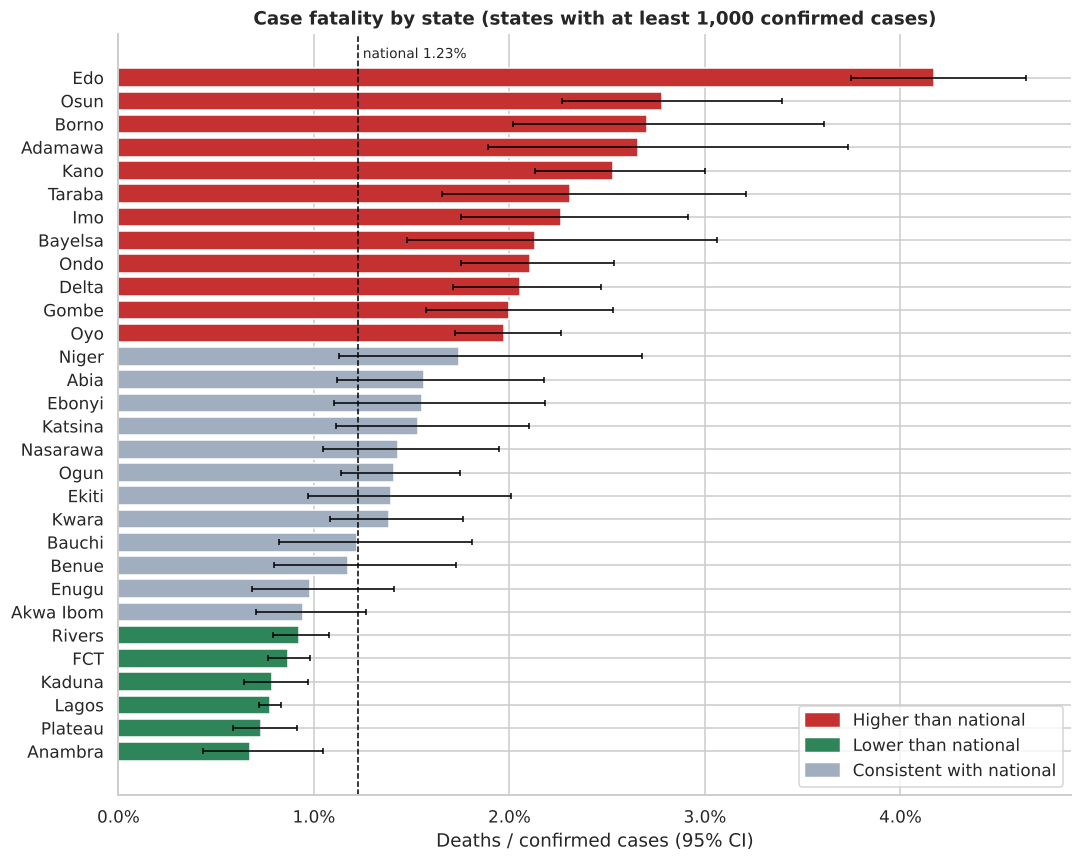 Case fatality by state (states with at least 1,000 confirmed cases)
national 1.23%
Edo
Osun
Borno
Adamawa
Kano
Taraba
Imo
Bayelsa
Ondo
Delta
Gombe
Oyo
Niger
Abia
Ebonyi
Katsina
Nasarawa
Ogun
Ekiti
Kwara
Bauchi
Benue
Enugu
Akwa Ibom
Rivers
FCT
Kaduna
Lagos
Plateau
Anambra
Higher than national
Lower than national
Consistent with national
0.0% 1.0% 2.0% 3.0% 4.0%
Deaths / confirmed cases (95% CI)